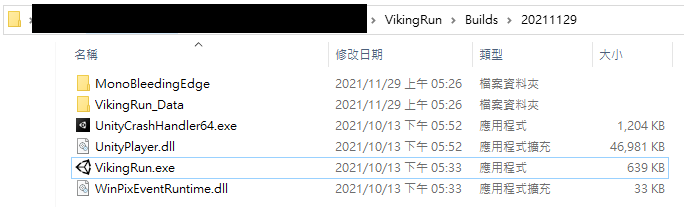 VikingRun > Builds > 20211129
名稱 修改日期 類型 大小
MonoBleedingEdge 2021/11/29 上午 05:26 檔案資料夾
VikingRun_Data 2021/11/29 上午 05:26 檔案資料夾
UnityCrashHandler64.exe 2021/10/13 下午 05:52 應用程式 1,204 KB
UnityPlayer.dll 2021/10/13 下午 05:52 應用程式擴充 46,981 KB
VikingRun.exe 2021/10/13 下午 05:33 應用程式 639 KB
WinPixEventRuntime.dll 2021/10/13 下午 05:33 應用程式擴充 33 KB